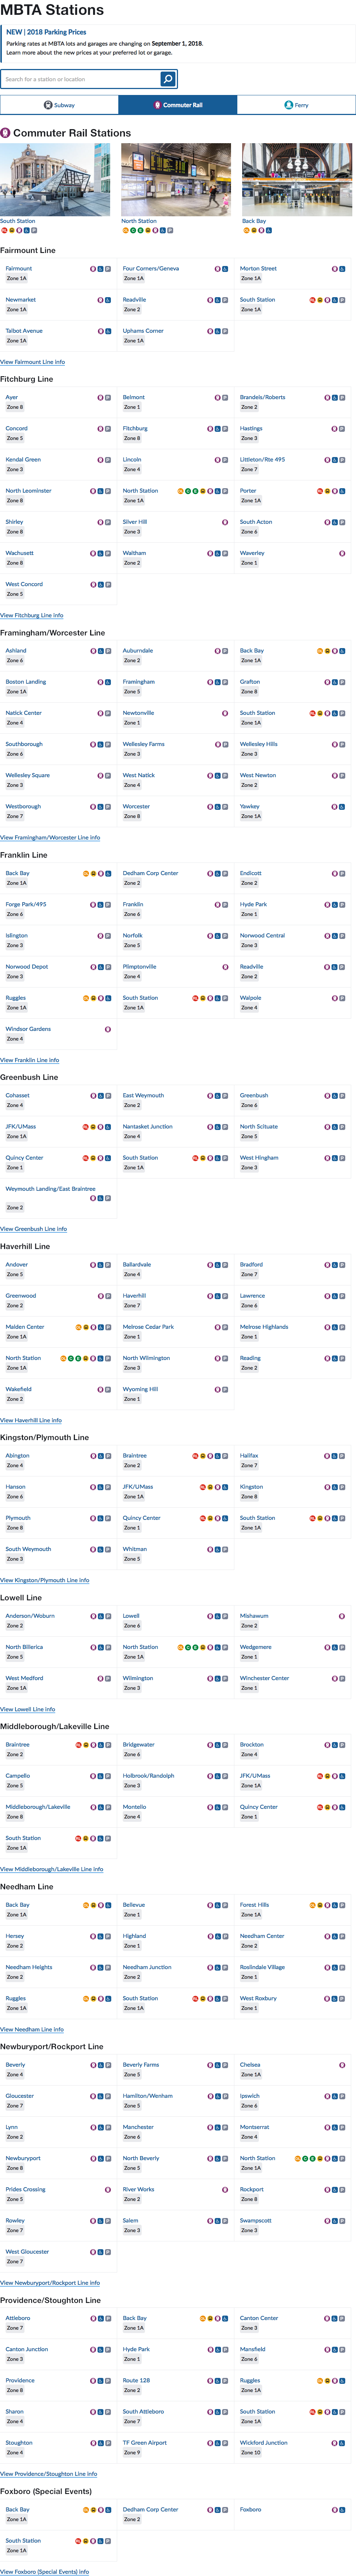 MBTA Stations
NEW | 2018 Parking Prices
Parking rates at MBTA lots and garages are changing on September 1, 2018.
Learn more about the new prices at your preferred lot or garage.
Search for a station or location
Subway
Commuter Rail
Ferry
Commuter Rail Stations
South Station
North Station
Back Bay
Fairmount Line
Fairmount
Zone 1A
Four Corners/Geneva
Zone 1A
Morton Street
Zone 1A
Newmarket
Zone 1A
Readville
Zone 2
South Station
Zone 1A
Talbot Avenue
Zone 1A
Uphams Corner
Zone 1A
View Fairmount Line info
Fitchburg Line
Ayer
Zone 8
Belmont
Zone 1
Brandeis/Roberts
Zone 2
Concord
Zone 5
Fitchburg
Zone 8
Hastings
Zone 3
Kendal Green
Zone 3
Lincoln
Zone 4
Littleton/Rte 495
Zone 7
North Leominster
Zone 8
North Station
Zone 1A
Porter
Zone 1A
Shirley
Zone 8
Silver Hill
Zone 3
South Acton
Zone 6
Wachusett
Zone 8
Waltham
Zone 2
Waverley
Zone 1
West Concord
Zone 5
View Fitchburg Line info
Framingham/Worcester Line
Ashland
Zone 6
Auburndale
Zone 2
Back Bay
Zone 1A
Boston Landing
Zone 1A
Framingham
Zone 5
Grafton
Zone 8
Natick Center
Zone 4
Newtonville
Zone 1
South Station
Zone 1A
Southborough
Zone 6
Wellesley Farms
Zone 3
Wellesley Hills
Zone 3
Wellesley Square
Zone 3
West Natick
Zone 4
West Newton
Zone 2
Westborough
Zone 7
Worcester
Zone 8
Yawkey
Zone 1A
View Framingham/Worcester Line info
Franklin Line
Back Bay
Zone 1A
Dedham Corp Center
Zone 2
Endicott
Zone 2
Forge Park/495
Zone 6
Franklin
Zone 6
Hyde Park
Zone 1
Islington
Zone 3
Norfolk
Zone 5
Norwood Central
Zone 3
Norwood Depot
Zone 3
Plimptonville
Zone 4
Readville
Zone 2
Ruggles
Zone 1A
South Station
Zone 1A
Walpole
Zone 4
Windsor Gardens
Zone 4
View Franklin Line info
Greenbush Line
Cohasset
Zone 4
East Weymouth
Zone 2
Greenbush
Zone 6
JFK/UMass
Zone 1A
Nantasket Junction
Zone 4
North Scituate
Zone 5
Quincy Center
Zone 1
South Station
Zone 1A
West Hingham
Zone 3
Weymouth Landing/East Braintree
Zone 2
View Greenbush Line info
Haverhill Line
Andover
Zone 5
Ballardvale
Zone 4
Bradford
Zone 7
Greenwood
Zone 2
Haverhill
Zone 7
Lawrence
Zone 6
Malden Center
Zone 1A
Melrose Cedar Park
Zone 1
Melrose Highlands
Zone 1
North Station
Zone 1A
North Wilmington
Zone 3
Reading
Zone 2
Wakefield
Zone 2
Wyoming Hill
Zone 1
View Haverhill Line info
Kingston/Plymouth Line
Abington
Zone 4
Braintree
Zone 2
Halifax
Zone 7
Hanson
Zone 6
JFK/UMass
Zone 1A
Kingston
Zone 8
Plymouth
Zone 8
Quincy Center
Zone 1
South Station
Zone 1A
South Weymouth
Zone 3
Whitman
Zone 5
View Kingston/Plymouth Line info
Lowell Line
Anderson/Woburn
Zone 2
Lowell
Zone 6
Mishawum
Zone 2
North Billerica
Zone 5
North Station
Zone 1A
Wedgemere
Zone 1
West Medford
Zone 1A
Wilmington
Zone 3
Winchester Center
Zone 1
View Lowell Line info
Middleborough/Lakeville Line
Braintree
Zone 2
Bridgewater
Zone 6
Brockton
Zone 4
Campello
Zone 5
Holbrook/Randolph
Zone 3
JFK/UMass
Zone 1A
Middleborough/Lakeville
Zone 8
Montello
Zone 4
Quincy Center
Zone 1
South Station
Zone 1A
View Middleborough/Lakeville Line info
Needham Line
Back Bay
Zone 1A
Bellevue
Zone 1
Forest Hills
Zone 1A
Hersey
Zone 2
Highland
Zone 1
Needham Center
Zone 2
Needham Heights
Zone 2
Needham Junction
Zone 2
Roslindale Village
Zone 1
Ruggles
Zone 1A
South Station
Zone 1A
West Roxbury
Zone 1
View Needham Line info
Newburyport/Rockport Line
Beverly
Zone 4
Beverly Farms
Zone 5
Chelsea
Zone 1A
Gloucester
Zone 7
Hamilton/Wenham
Zone 5
Ipswich
Zone 6
Lynn
Zone 2
Manchester
Zone 6
Montserrat
Zone 4
Newburyport
Zone 8
North Beverly
Zone 5
North Station
Zone 1A
Prides Crossing
Zone 5
River Works
Zone 2
Rockport
Zone 8
Rowley
Zone 7
Salem
Zone 3
Swampscott
Zone 3
West Gloucester
Zone 7
View Newburyport/Rockport Line info
Providence/Stoughton Line
Attleboro
Zone 7
Back Bay
Zone 1A
Canton Center
Zone 3
Canton Junction
Zone 3
Hyde Park
Zone 1
Mansfield
Zone 6
Providence
Zone 8
Route 128
Zone 2
Ruggles
Zone 1A
Sharon
Zone 4
South Attleboro
Zone 7
South Station
Zone 1A
Stoughton
Zone 4
TF Green Airport
Zone 9
Wickford Junction
Zone 10
View Providence/Stoughton Line info
Foxboro (Special Events)
Back Bay
Zone 1A
Dedham Corp Center
Zone 2
Foxboro
South Station
Zone 1A
View Foxboro (Special Events) info